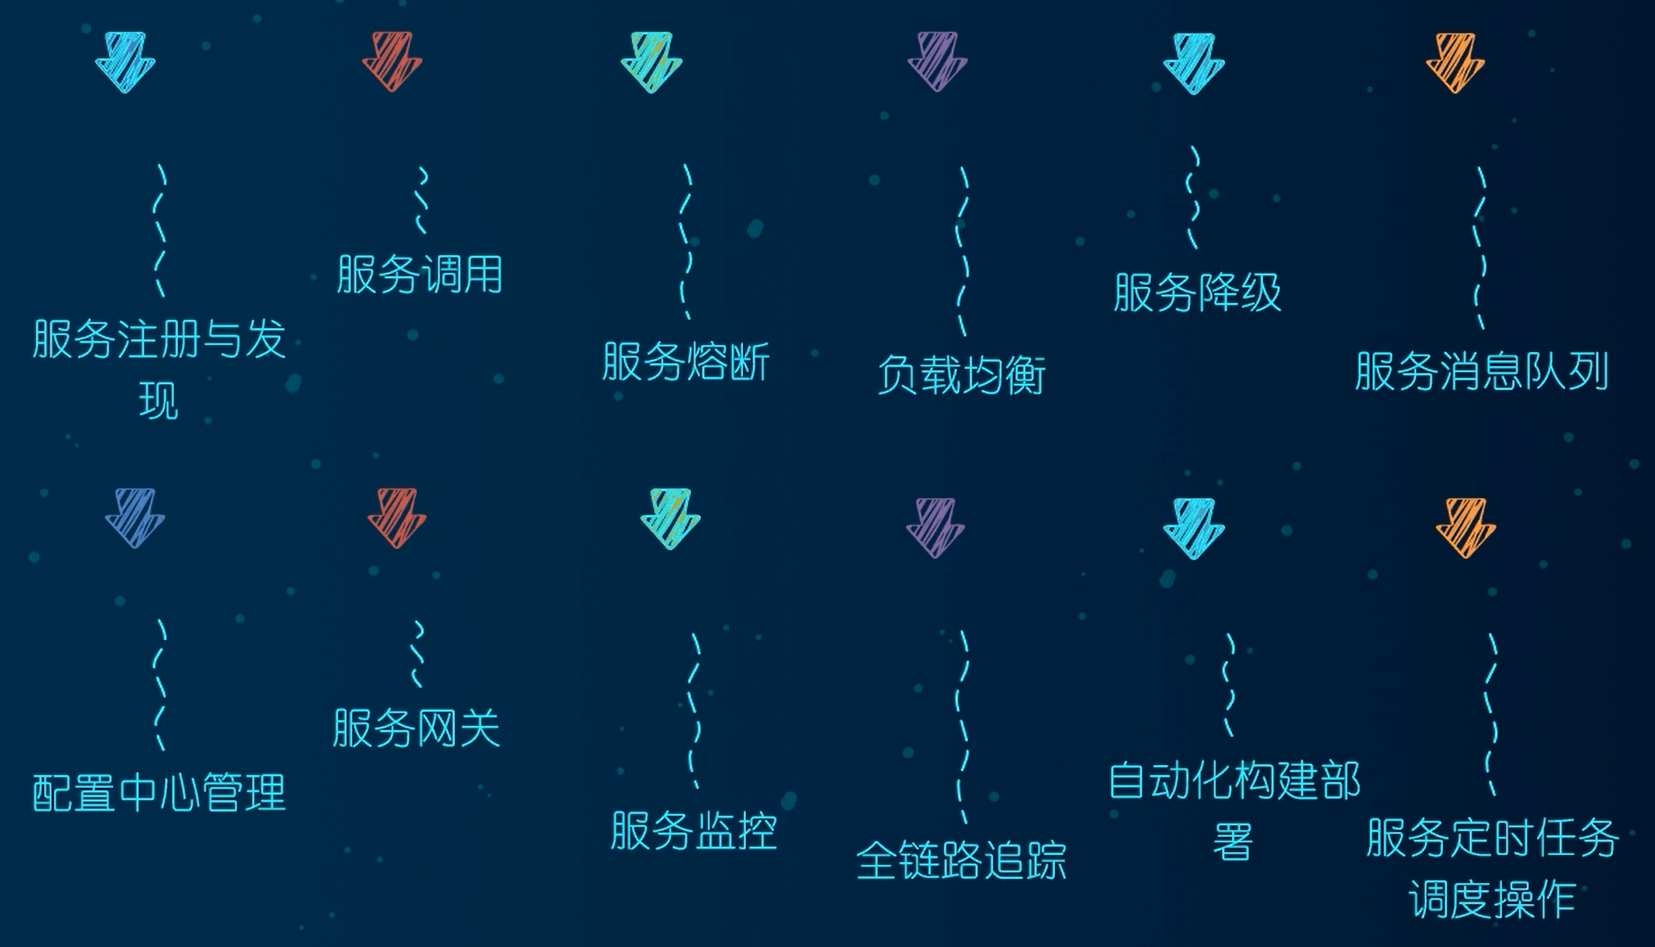 服务注册与发
现
服务调用
服务熔断
负载均衡
服务降级
服务消息队列
配置中心管理
服务网关
服务监控
全链路追踪
自动化构建部
署
服务定时任务
调度操作